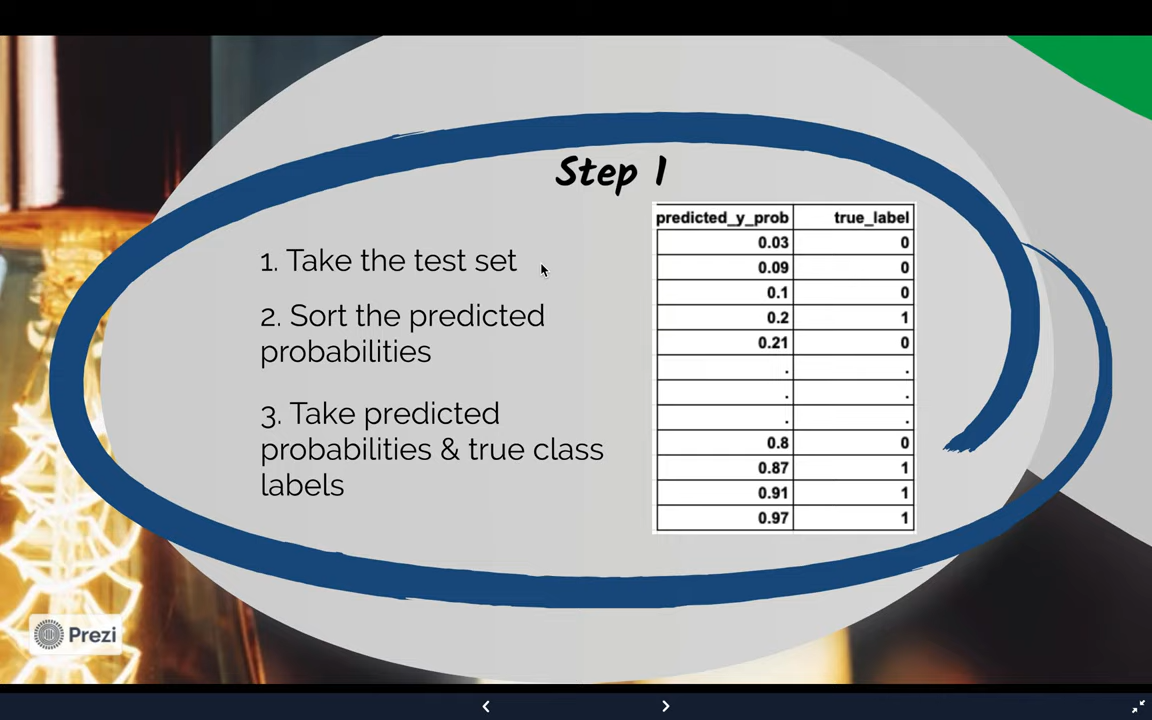 Step 1
1. Take the test set
2. Sort the predicted
probabilities
3. Take predicted
probabilities & true class
labels
predicted_y_prob true_label
0.03 0
0.09 0
0.1 0
0.2 1
0.21 0
. .
. .
. .
0.8 0
0.87 1
0.91 1
0.97 1
Prezi